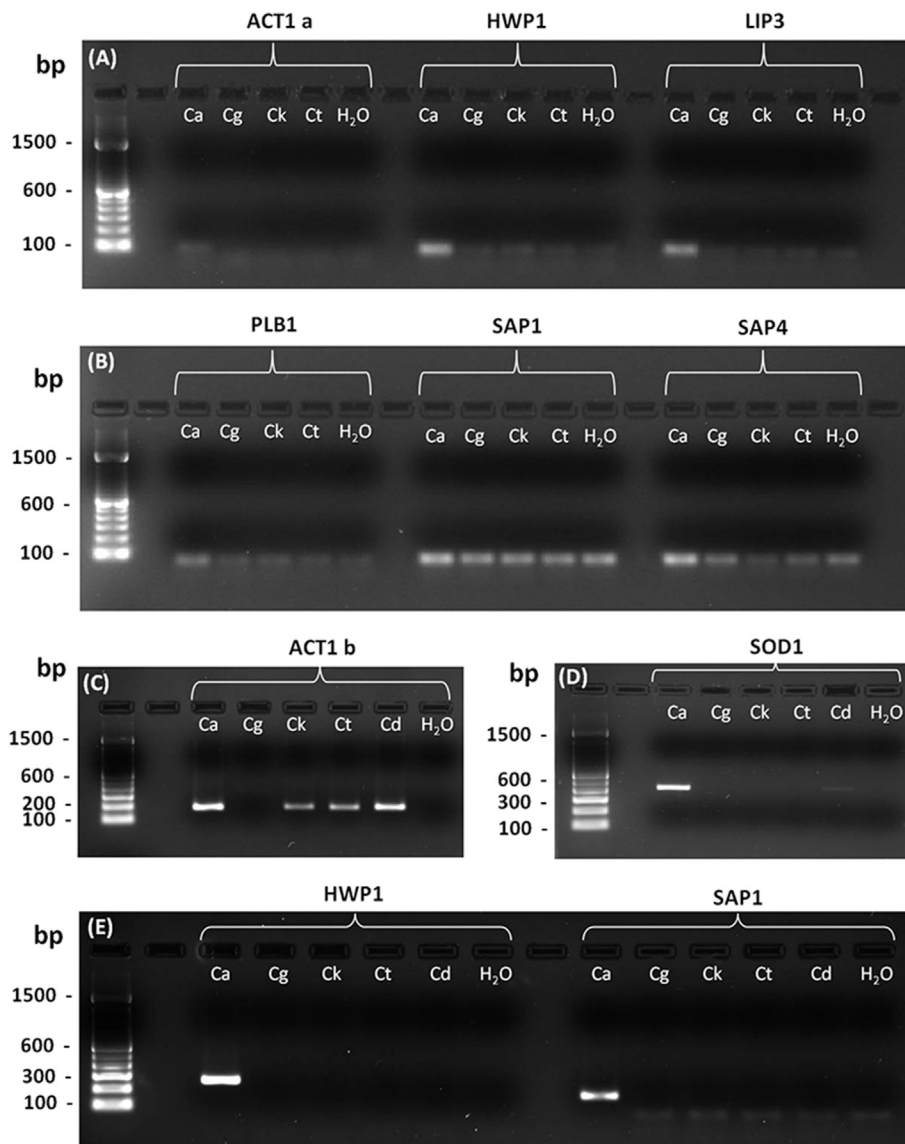 ACT1 a HWP1 LIP3
bp (A)
Ca Cg Ck Ct H₂O Ca Cg Ck Ct H₂O Ca Cg Ck Ct H₂O
1500 -
600 -
100 -
PLB1 SAP1 SAP4
bp (B)
Ca Cg Ck Ct H₂O Ca Cg Ck Ct H₂O Ca Cg Ck Ct H₂O
1500 -
600 -
100 -
ACT1 b
bp (C)
Ca Cg Ck Ct Cd H₂O
1500 -
600 -
200 -
100 -
SOD1
bp (D)
Ca Cg Ck Ct Cd H₂O
1500 -
600 -
300 -
100 -
HWP1 SAP1
bp (E)
Ca Cg Ck Ct Cd H₂O Ca Cg Ck Ct Cd H₂O
1500 -
600 -
300 -
100 -